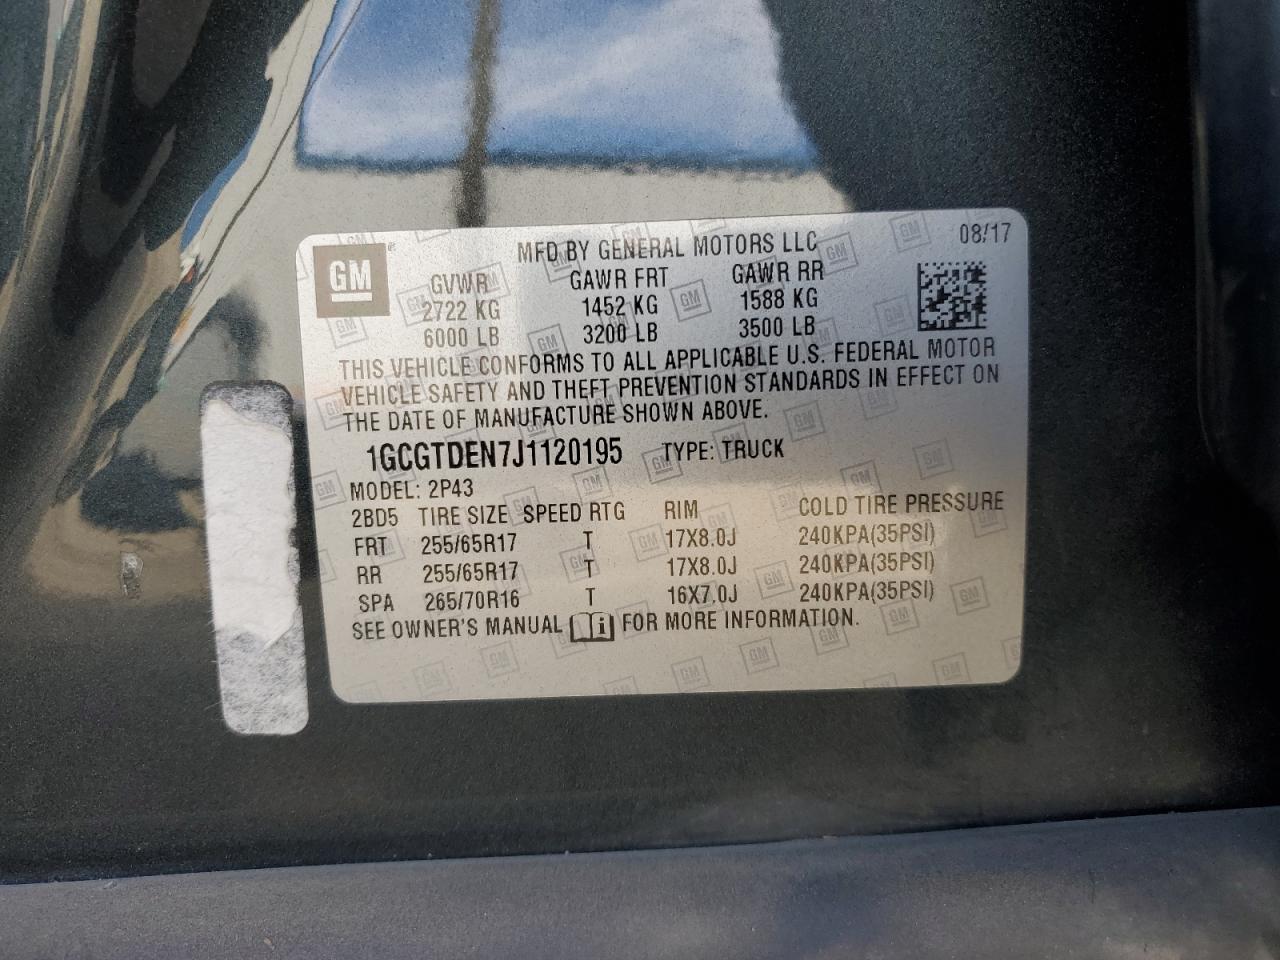 GM
MFD BY GENERAL MOTORS LLC 08/17
GVWR GAWR FRT GAWR RR
2722 KG 1452 KG 1588 KG
6000 LB 3200 LB 3500 LB
THIS VEHICLE CONFORMS TO ALL APPLICABLE U.S. FEDERAL MOTOR
VEHICLE SAFETY AND THEFT PREVENTION STANDARDS IN EFFECT ON
THE DATE OF MANUFACTURE SHOWN ABOVE.
1GCGTDEN7J1120195 TYPE: TRUCK
MODEL: 2P43
2BD5 TIRE SIZE SPEED RTG RIM COLD TIRE PRESSURE
FRT 255/65R17 T 17X8.0J 240KPA(35PSI)
RR 255/65R17 T 17X8.0J 240KPA(35PSI)
SPA 265/70R16 T 16X7.0J 240KPA(35PSI)
SEE OWNER'S MANUAL i FOR MORE INFORMATION.